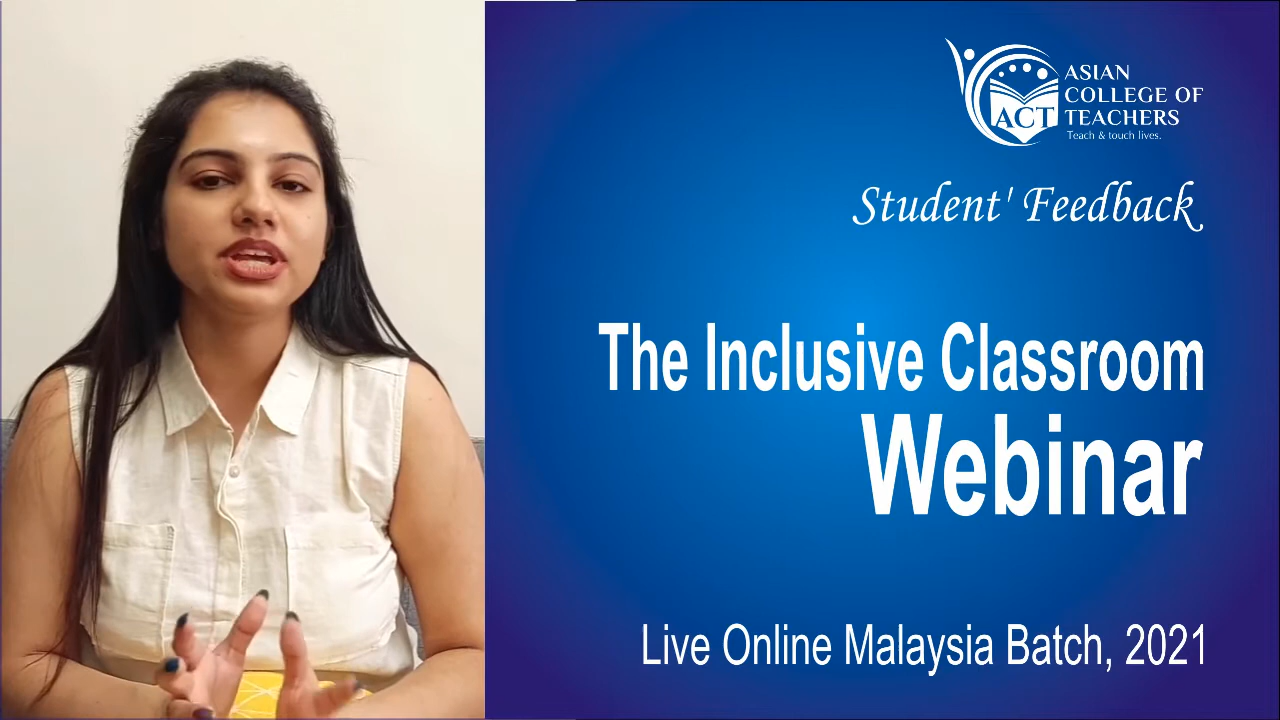 ASIAN
COLLEGE OF
TEACHERS
ACT
Teach & touch lives.
Student' Feedback
The Inclusive Classroom
Webinar
Live Online Malaysia Batch, 2021